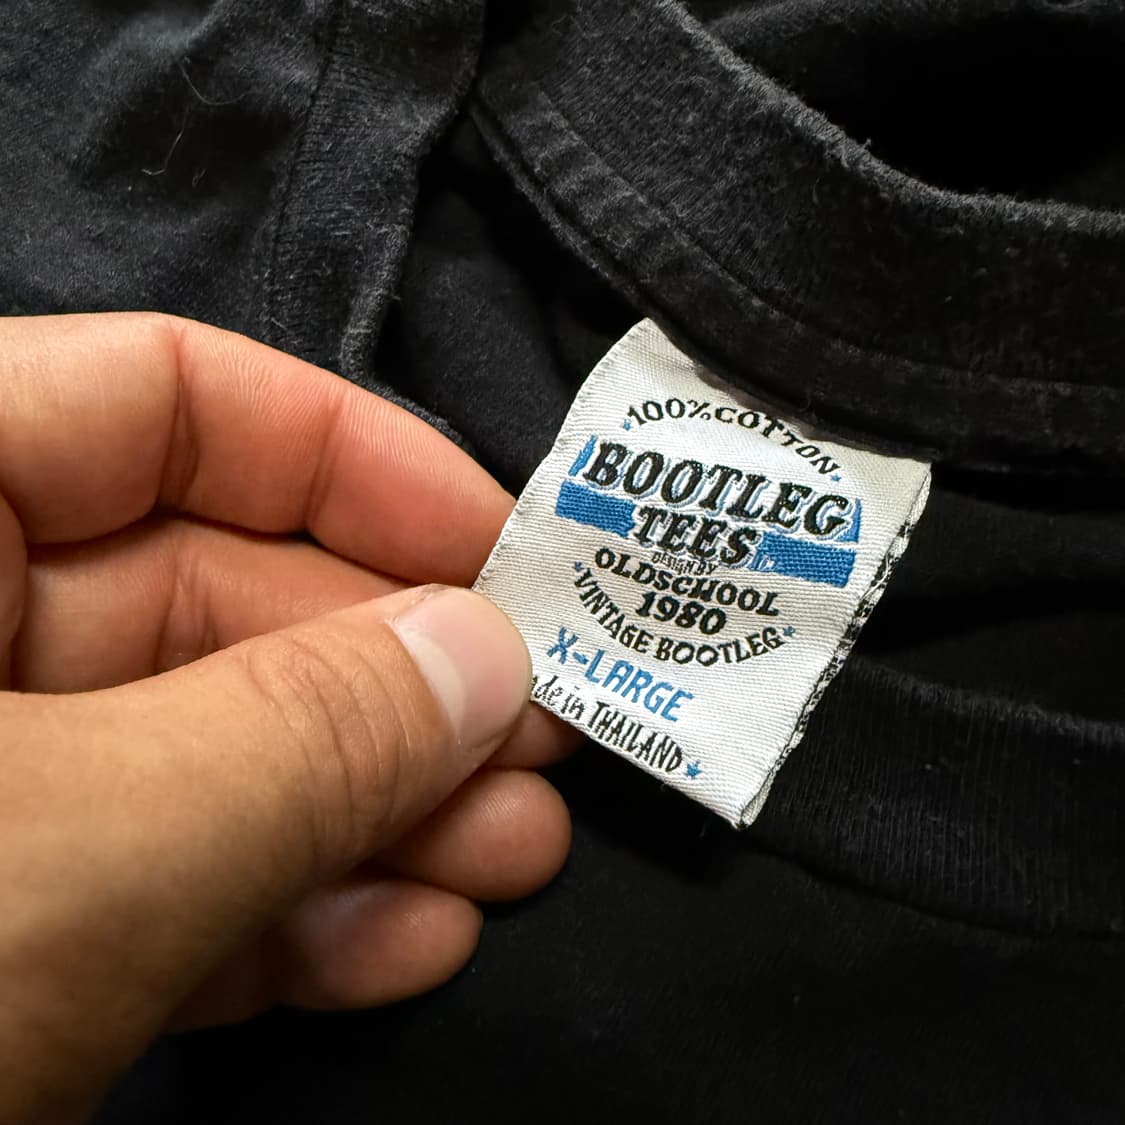 100% COTTON
BOOTLEG
TEES
DESIGN BY
OLDSCHOOL
1980
VINTAGE BOOTLEG
X-LARGE
de in THAILAND